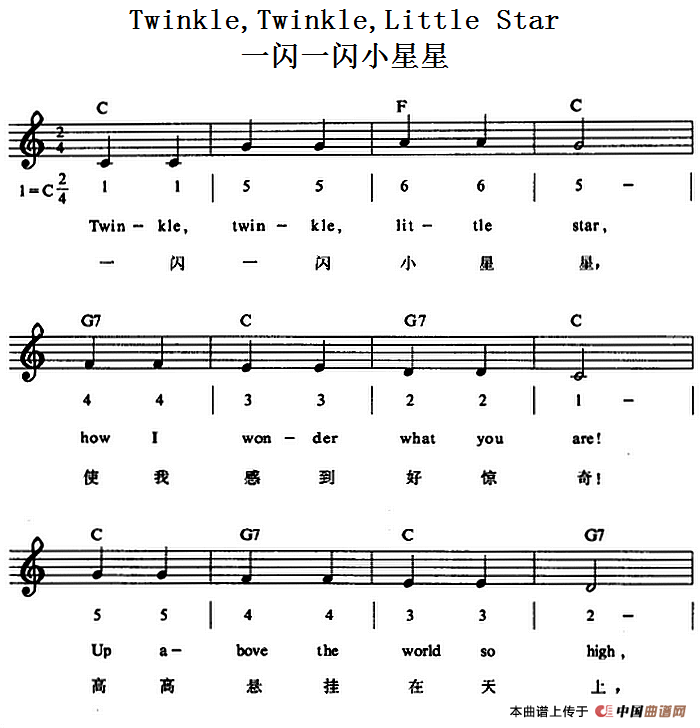 Twinkle,Twinkle,Little Star
一闪一闪小星星
C F C
2/4
1=C 2/4 1 1 | 5 5 | 6 6 | 5 - |
Twin- kle, twin- kle, lit- tle star,
一 闪 一 闪 小 星 星,
G7 C G7 C
4 4 | 3 3 | 2 2 | 1 - |
how I won- der what you are!
使 我 感 到 好 惊 奇!
C G7 C G7
5 5 | 4 4 | 3 3 | 2 - |
Up a- bove the world so high,
高 高 悬 挂 在 天 上,
本曲谱上传于 中国曲谱网